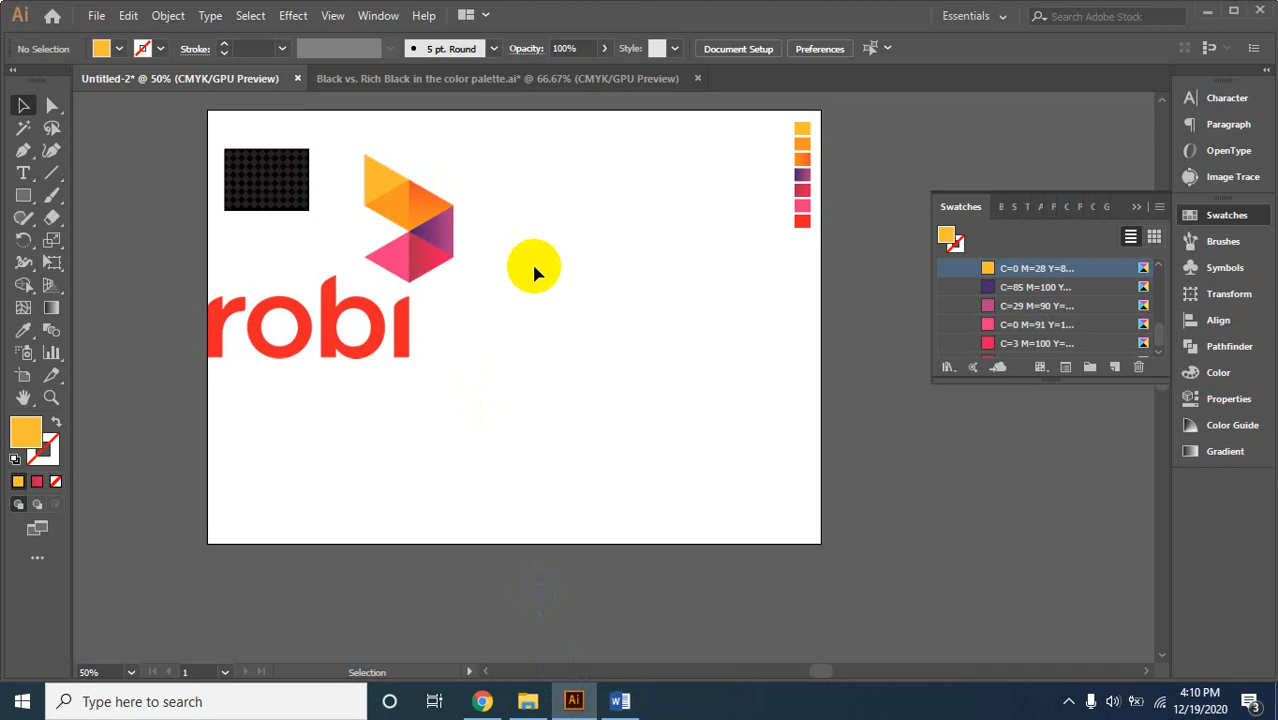 Ai File Edit Object Type Select Effect View Window Help Essentials Search Adobe Stock
No Selection Stroke: 5 pt. Round Opacity: 100% Style: Document Setup Preferences
Untitled-2* @ 50% (CMYK/GPU Preview) × Black vs. Rich Black in the color palette.ai* @ 66.67% (CMYK/GPU Preview) ×
Character
Paragraph
OpenType
Image Trace
Swatches
Brushes
Symbols
Transform
Align
Pathfinder
Color
Properties
Color Guide
Gradient
Swatches B S T A P C P C G
C=0 M=28 Y=8...
C=85 M=100 Y...
C=29 M=90 Y=...
C=0 M=91 Y=1...
C=3 M=100 Y=...
robi
50% 1 Selection
Type here to search
Ai
W
4:10 PM
12/19/2020
3